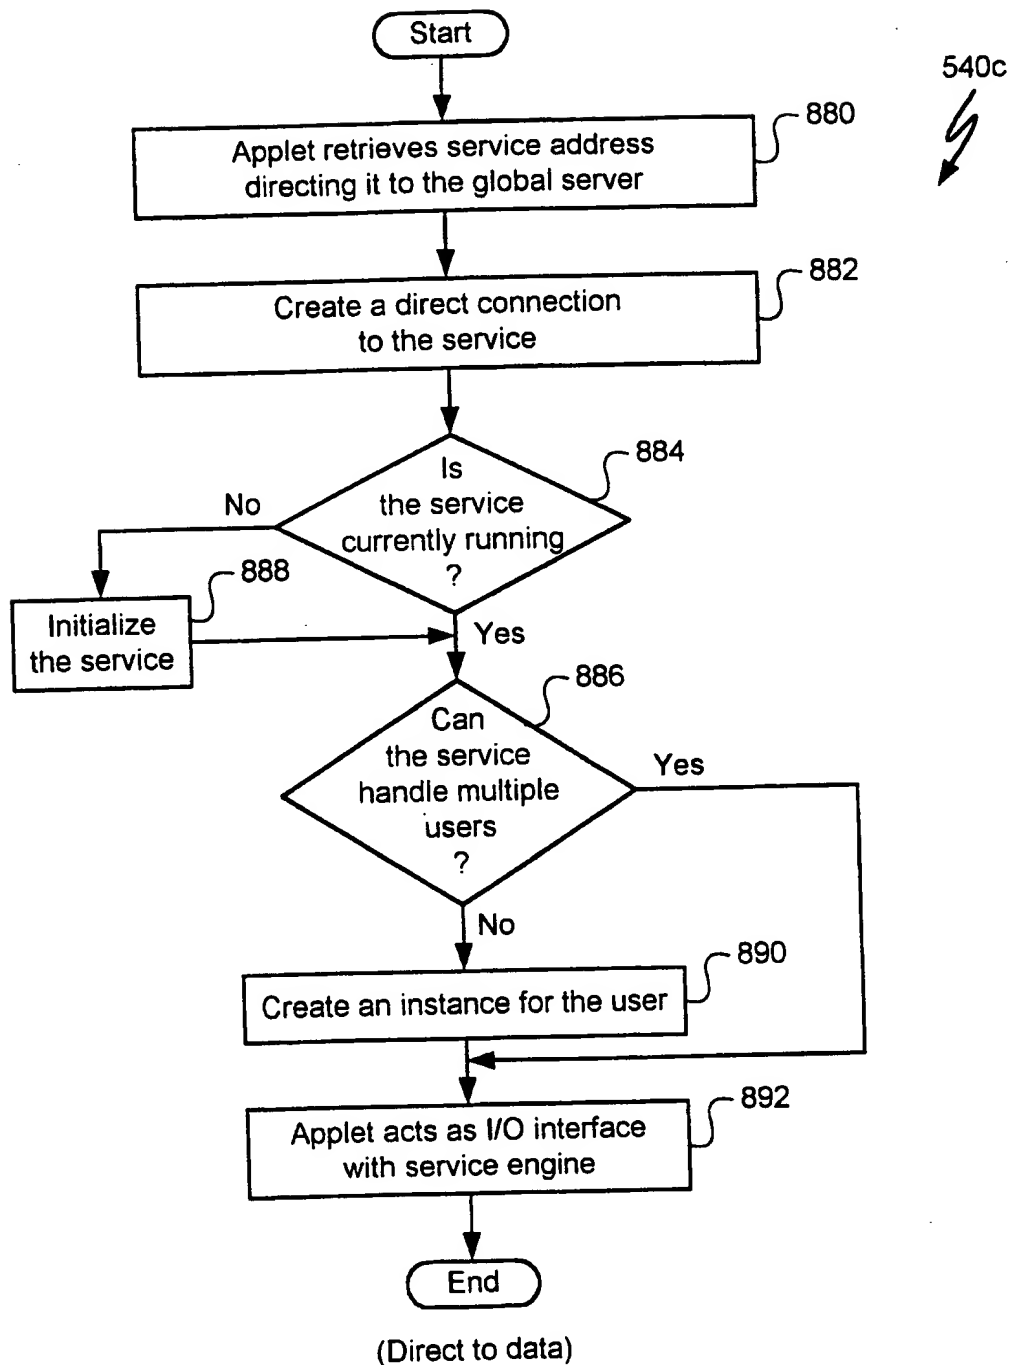 Start
540c
880
Applet retrieves service address
directing it to the global server
882
Create a direct connection
to the service
884
Is
the service
currently running
?
No
888
Initialize
the service
Yes
886
Can
the service
handle multiple
users
?
Yes
No
890
Create an instance for the user
892
Applet acts as I/O interface
with service engine
End
(Direct to data)